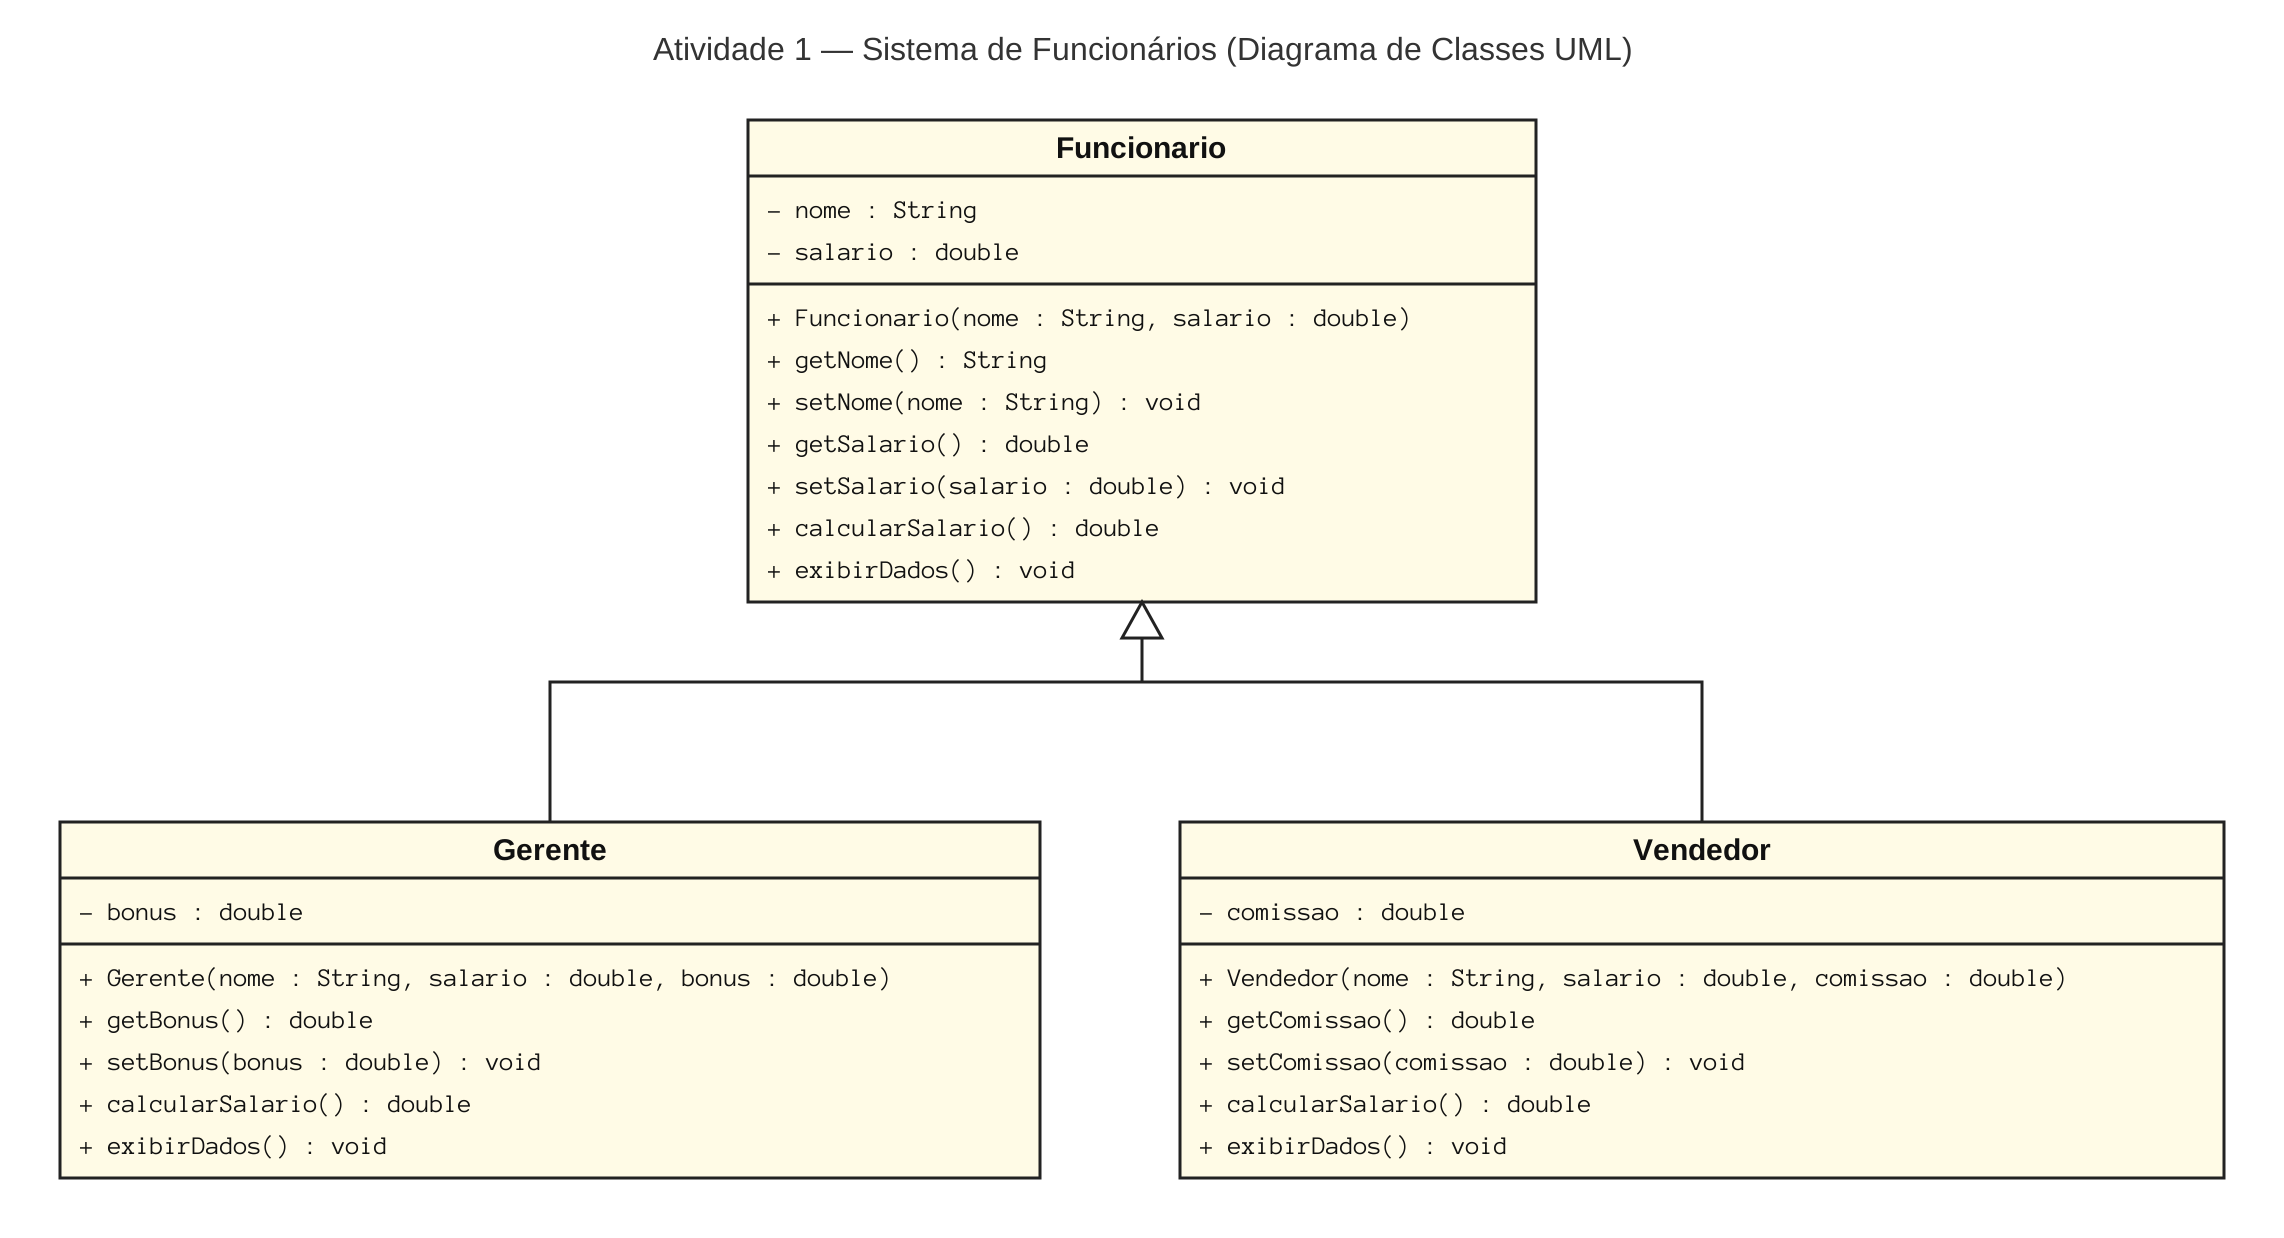 Atividade 1 — Sistema de Funcionários (Diagrama de Classes UML)
Funcionario
– nome : String
– salario : double
+ Funcionario(nome : String, salario : double)
+ getNome() : String
+ setNome(nome : String) : void
+ getSalario() : double
+ setSalario(salario : double) : void
+ calcularSalario() : double
+ exibirDados() : void
Gerente
– bonus : double
+ Gerente(nome : String, salario : double, bonus : double)
+ getBonus() : double
+ setBonus(bonus : double) : void
+ calcularSalario() : double
+ exibirDados() : void
Vendedor
– comissao : double
+ Vendedor(nome : String, salario : double, comissao : double)
+ getComissao() : double
+ setComissao(comissao : double) : void
+ calcularSalario() : double
+ exibirDados() : void